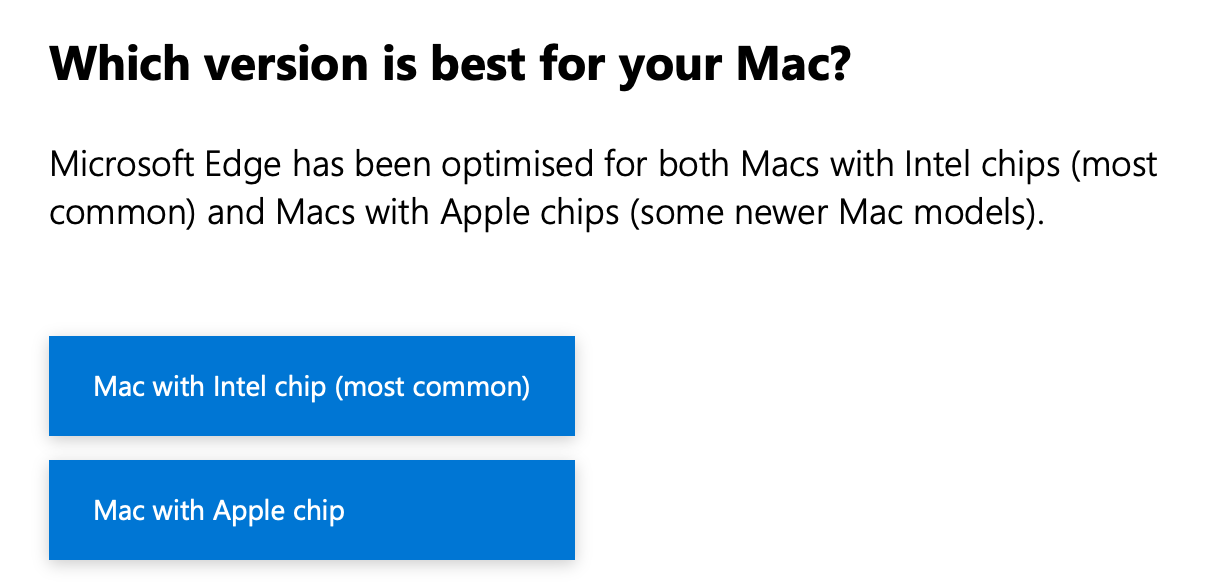 Which version is best for your Mac?
Microsoft Edge has been optimised for both Macs with Intel chips (most
common) and Macs with Apple chips (some newer Mac models).
Mac with Intel chip (most common)
Mac with Apple chip